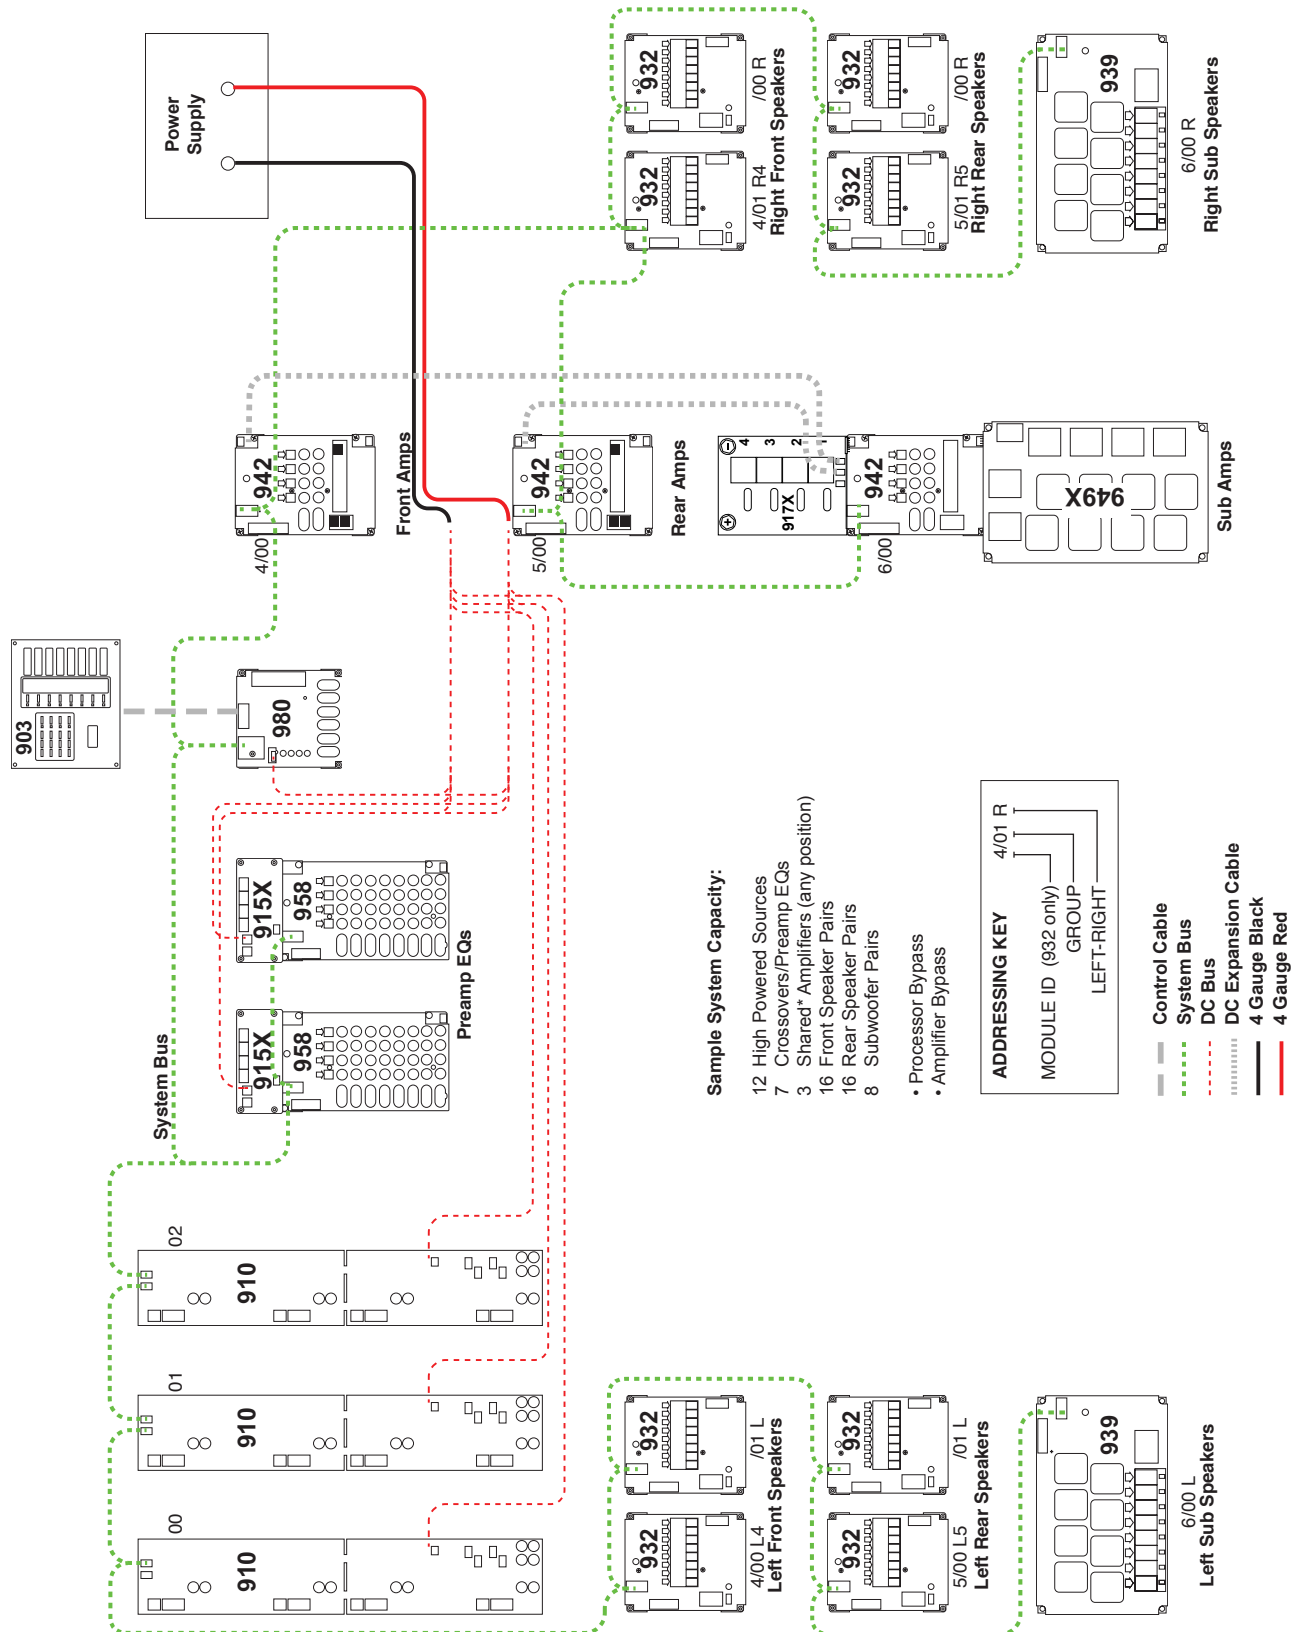 903
System Bus
910
00
910
01
910
02
915X
958
915X
958
Preamp EQs
980
942
4/00
Front Amps
Power
Supply
942
5/00
Rear Amps
917X
4
3
2
1
942
6/00
949X
Sub Amps
932
4/00 L4
932
/01 L
Left Front Speakers
932
5/00 L5
932
/01 L
Left Rear Speakers
939
6/00 L
Left Sub Speakers
932
4/01 R4
932
/00 R
Right Front Speakers
932
5/01 R5
932
/00 R
Right Rear Speakers
939
6/00 R
Right Sub Speakers
Sample System Capacity:
12 High Powered Sources
7 Crossovers/Preamp EQs
3 Shared* Amplifiers (any position)
16 Front Speaker Pairs
16 Rear Speaker Pairs
8 Subwoofer Pairs
• Processor Bypass
• Amplifier Bypass
ADDRESSING KEY
4/01 R
MODULE ID (932 only)
GROUP
LEFT-RIGHT
Control Cable
System Bus
DC Bus
DC Expansion Cable
4 Gauge Black
4 Gauge Red